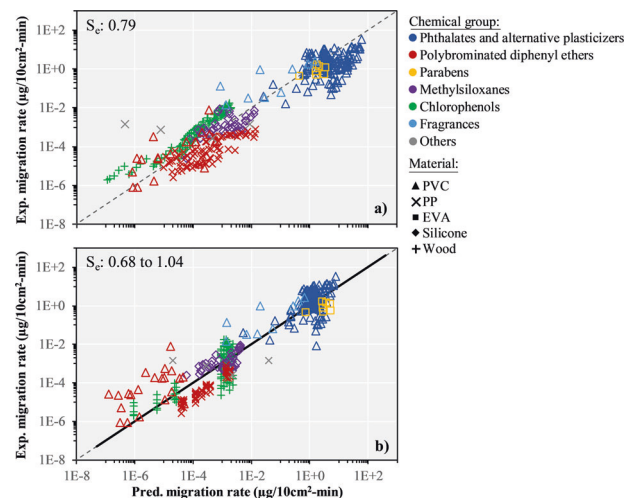 S_c: 0.79
Exp. migration rate (µg/10cm²-min)
1E+2
1E+0
1E-2
1E-4
1E-6
1E-8
a)
S_c: 0.68 to 1.04
Exp. migration rate (µg/10cm²-min)
1E+2
1E+0
1E-2
1E-4
1E-6
1E-8
b)
1E-8 1E-6 1E-4 1E-2 1E+0 1E+2
Pred. migration rate (µg/10cm²-min)
Chemical group:
Phthalates and alternative plasticizers
Polybrominated diphenyl ethers
Parabens
Methylsiloxanes
Chlorophenols
Fragrances
Others
Material:
PVC
PP
EVA
Silicone
Wood